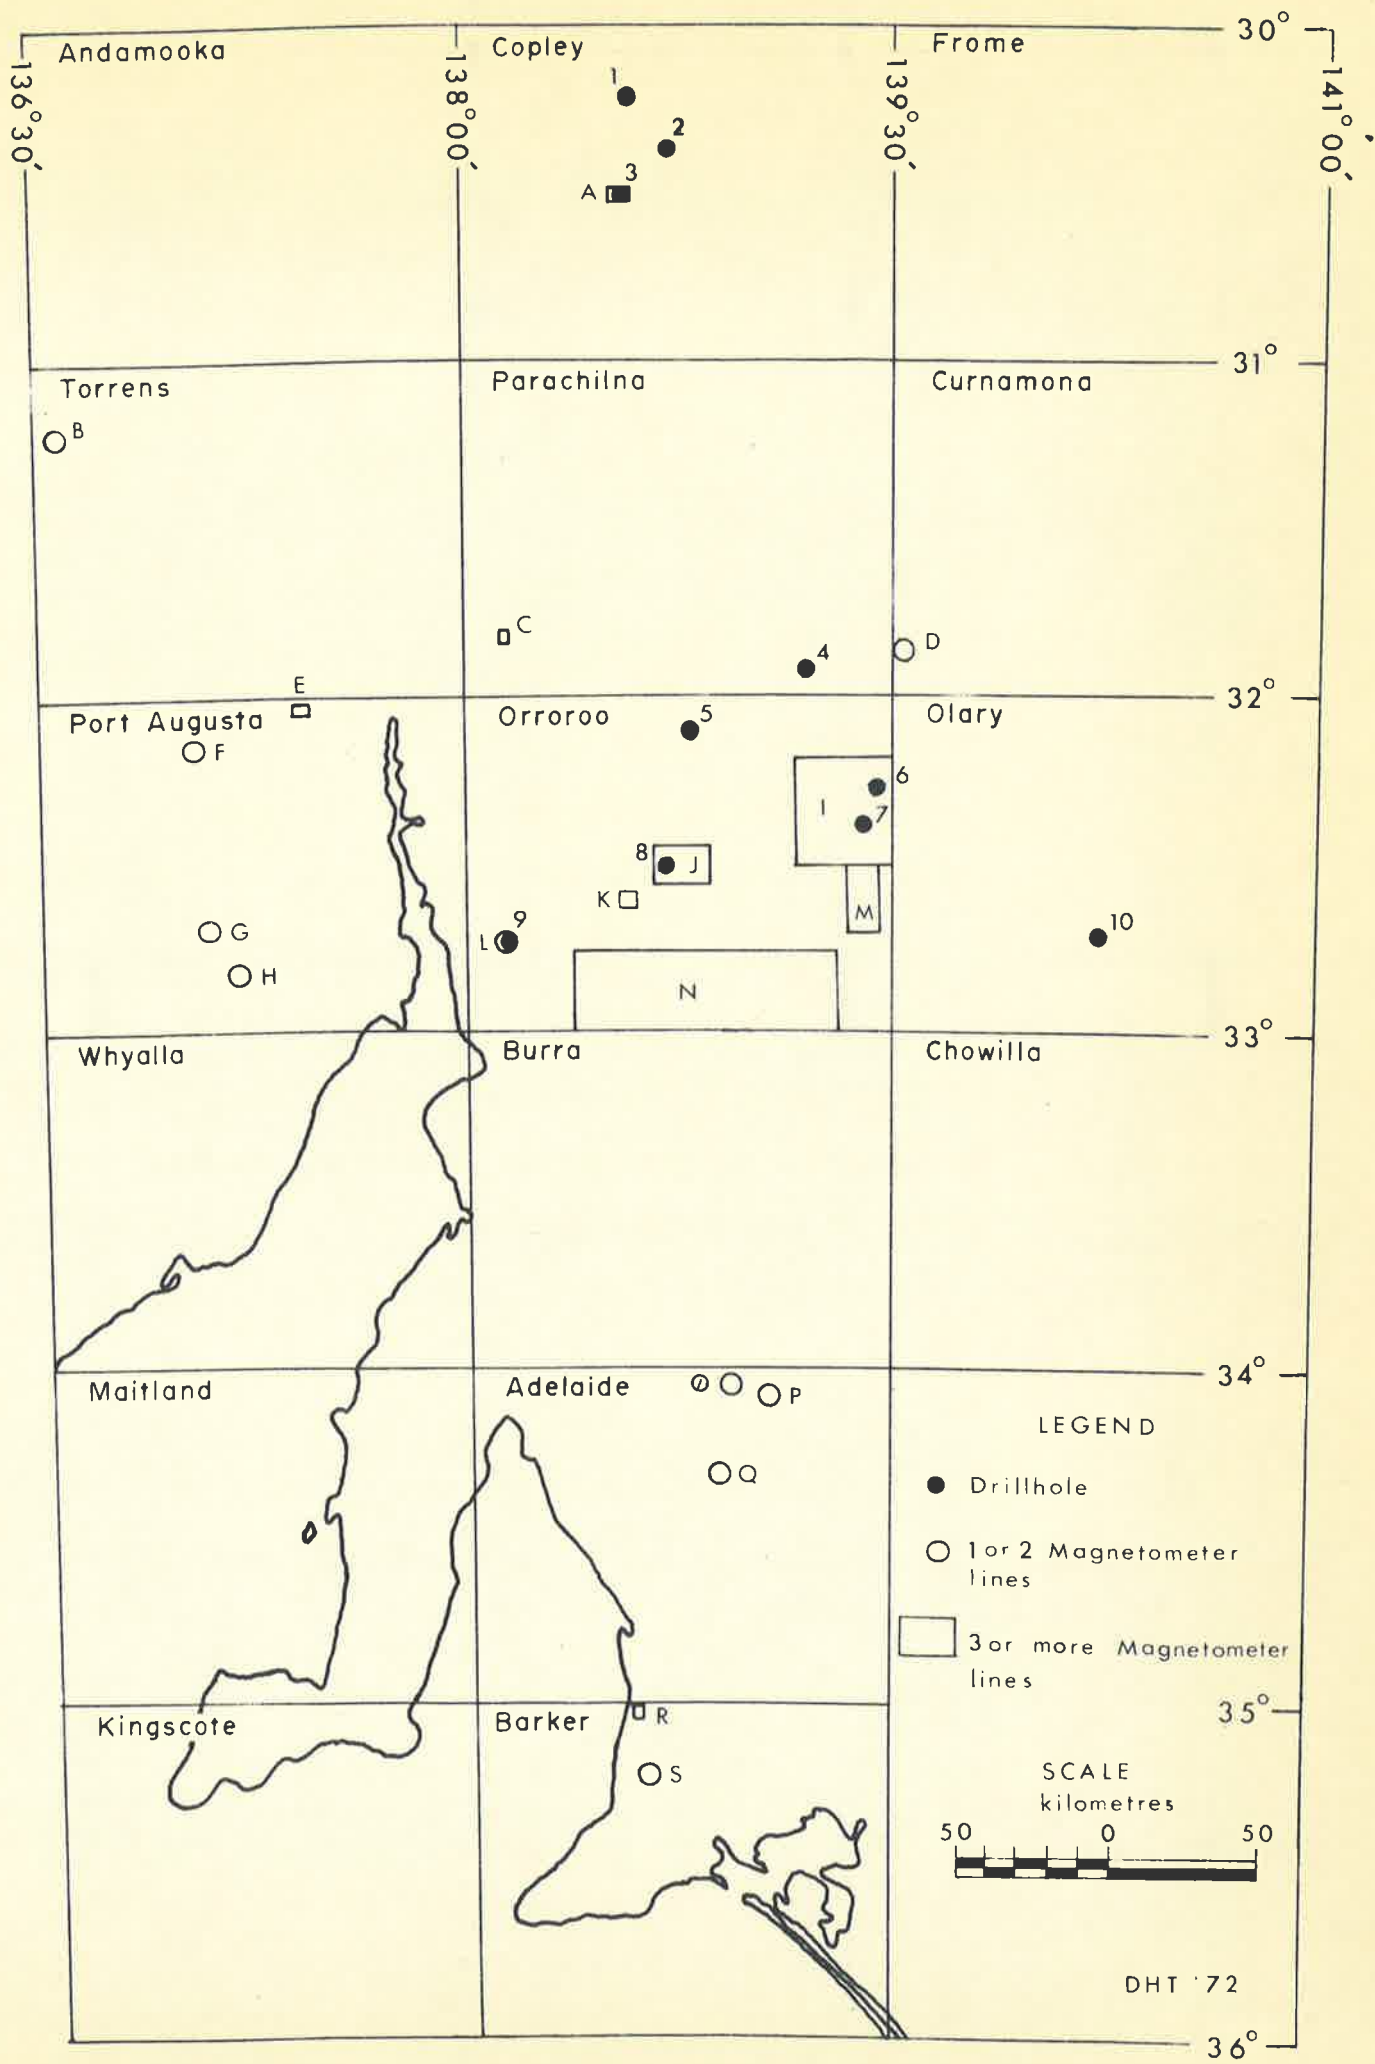 Andamooka
Copley
Frome
30°
136°30'
138°00'
139°30'
141°00'
1
2
3
A
31°
Torrens
Parachilna
Curnamona
B
C
4
D
32°
E
Port Augusta
Orroroo
Olary
F
5
6
I
7
8
J
K
M
G
L
9
10
H
N
33°
Whyalla
Burra
Chowilla
34°
Maitland
Adelaide
P
Q
LEGEND
Drillhole
1 or 2 Magnetometer
lines
3 or more Magnetometer
lines
35°
Kingscote
Barker
R
S
SCALE
kilometres
50 0 50
DHT '72
36°